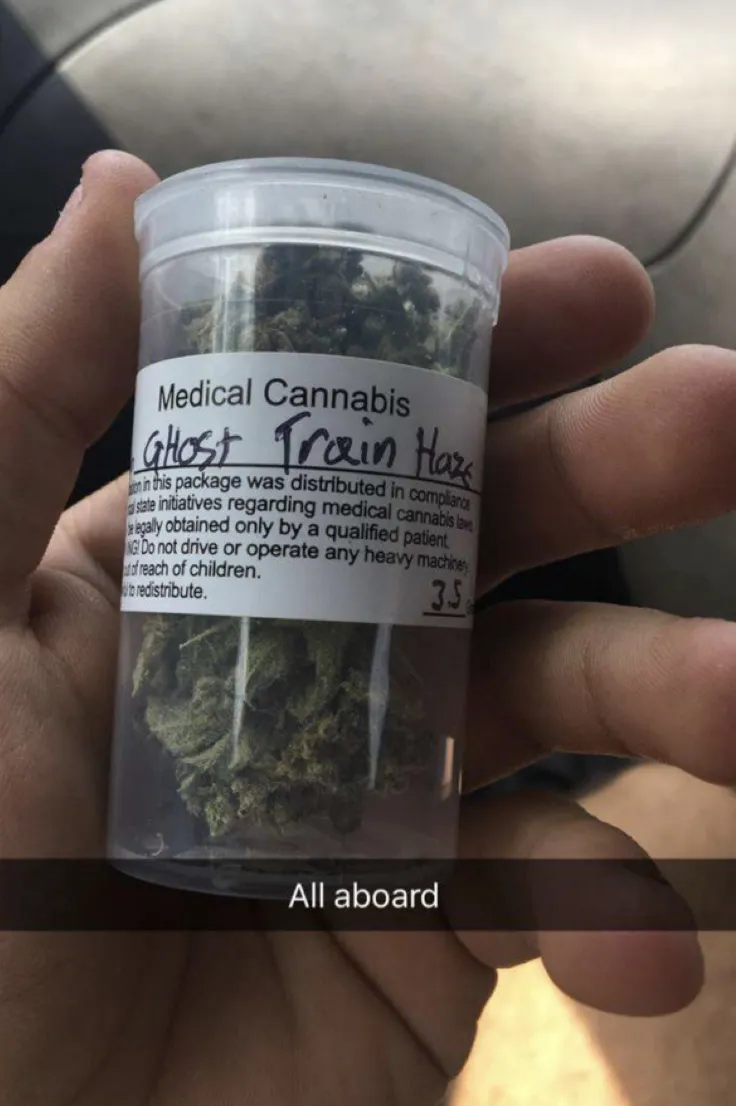 Medical Cannabis
GHost Train Haze
in this package was distributed in compliance
state initiatives regarding medical cannabis laws.
legally obtained only by a qualified patient.
Do not drive or operate any heavy machinery
of reach of children.
to redistribute.
3.5
All aboard